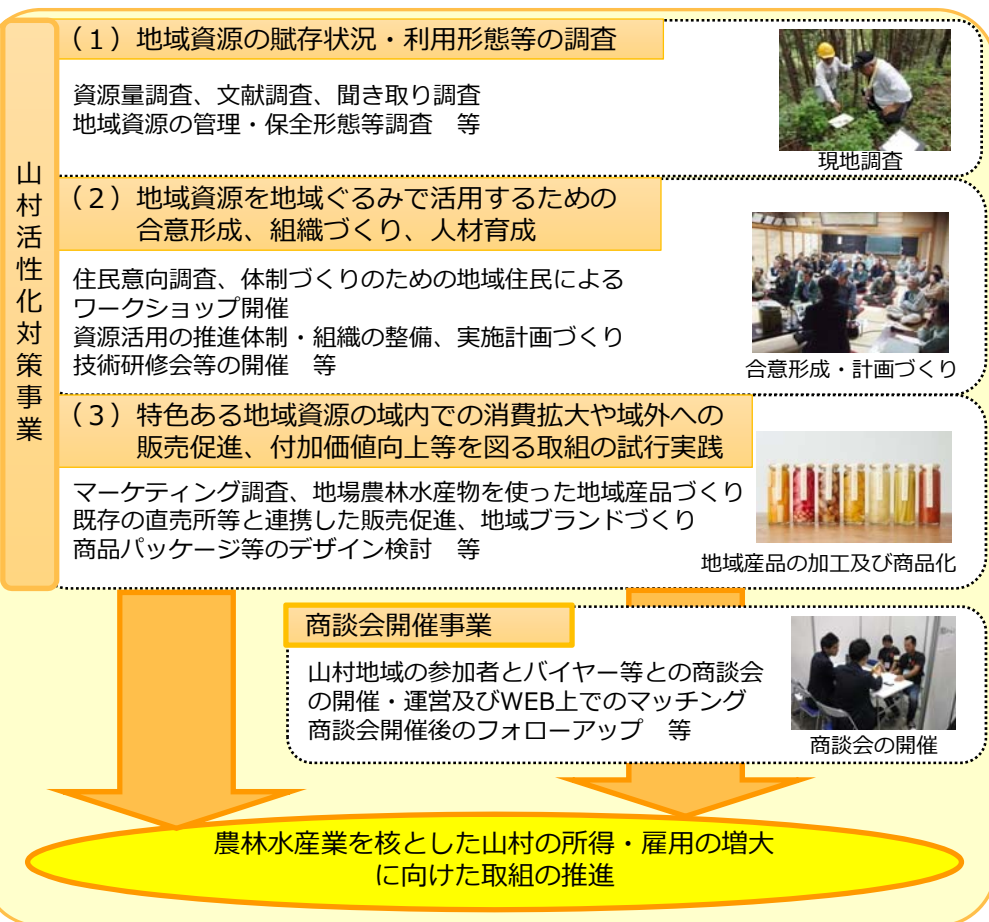 山村活性化対策事業
(1)地域資源の賦存状況・利用形態等の調査
資源量調査、文献調査、聞き取り調査
地域資源の管理・保全形態等調査 等
現地調査
(2)地域資源を地域ぐるみで活用するための
合意形成、組織づくり、人材育成
住民意向調査、体制づくりのための地域住民による
ワークショップ開催
資源活用の推進体制・組織の整備、実施計画づくり
技術研修会等の開催 等
合意形成・計画づくり
(3)特色ある地域資源の域内での消費拡大や域外への
販売促進、付加価値向上等を図る取組の試行実践
マーケティング調査、地場農林水産物を使った地域産品づくり
既存の直売所等と連携した販売促進、地域ブランドづくり
商品パッケージ等のデザイン検討 等
地域産品の加工及び商品化
商談会開催事業
山村地域の参加者とバイヤー等との商談会
の開催・運営及びWEB上でのマッチング
商談会開催後のフォローアップ 等
商談会の開催
農林水産業を核とした山村の所得・雇用の増大
に向けた取組の推進